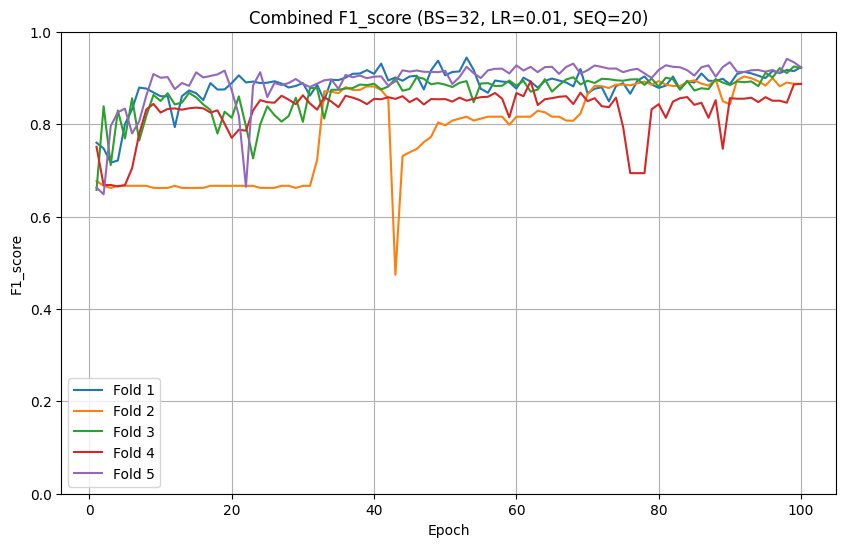 Combined F1_score (BS=32, LR=0.01, SEQ=20)
1.0
0.8
0.6
0.4
0.2
0.0
F1_score
Fold 1
Fold 2
Fold 3
Fold 4
Fold 5
0 20 40 60 80 100
Epoch